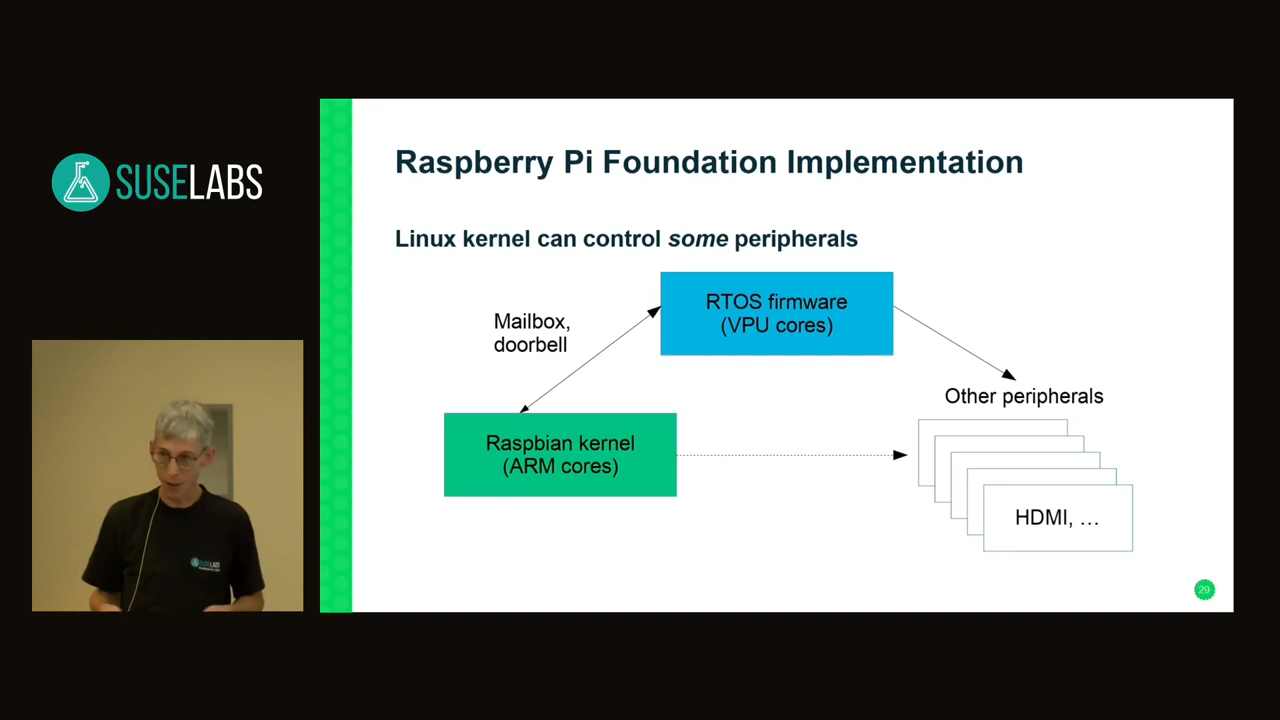 SUSELABS
Raspberry Pi Foundation Implementation
Linux kernel can control some peripherals
Mailbox,
doorbell
RTOS firmware
(VPU cores)
Other peripherals
Raspbian kernel
(ARM cores)
HDMI, …
29
SUSELABS